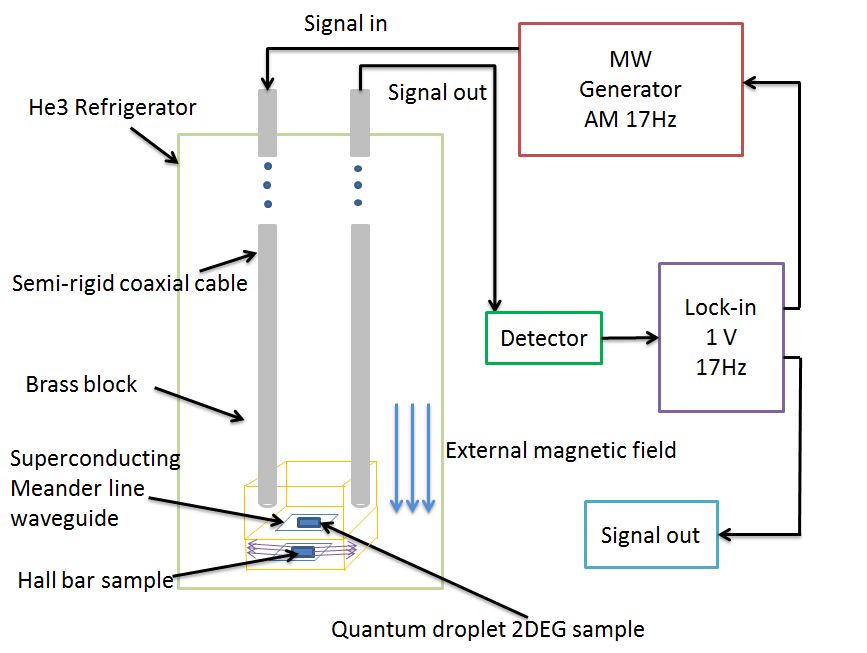 Signal in
MW
Generator
AM 17Hz
Signal out
He3 Refrigerator
Semi-rigid coaxial cable
Lock-in
1 V
17Hz
Detector
Brass block
External magnetic field
Superconducting
Meander line
waveguide
Signal out
Hall bar sample
Quantum droplet 2DEG sample